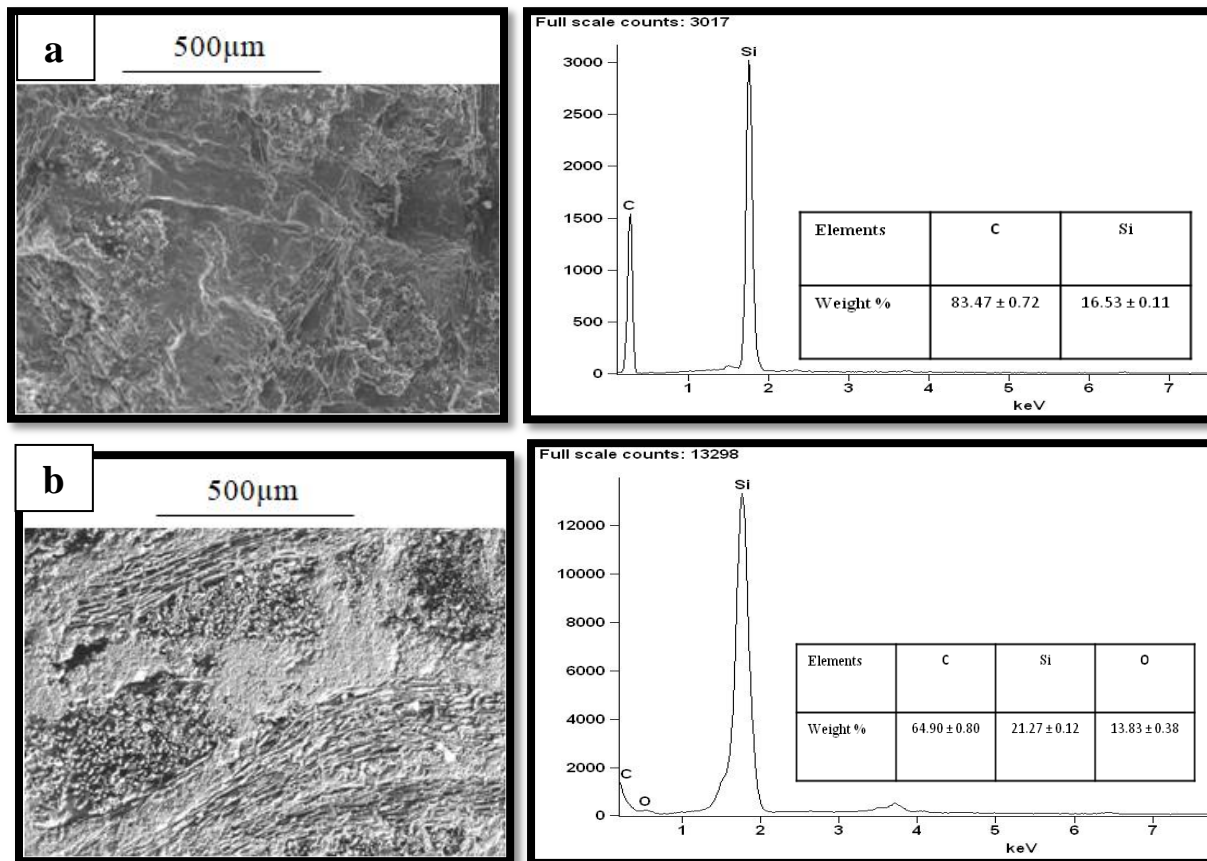 a
500µm
Full scale counts: 3017
Si
3000
2500
2000
1500
C
1000
500
0
1 2 3 4 5 6 7
keV
Elements C Si
Weight % 83.47 ± 0.72 16.53 ± 0.11
b
500µm
Full scale counts: 13298
Si
12000
10000
8000
6000
4000
2000
C
O
0
1 2 3 4 5 6 7
keV
Elements C Si O
Weight % 64.90 ± 0.80 21.27 ± 0.12 13.83 ± 0.38